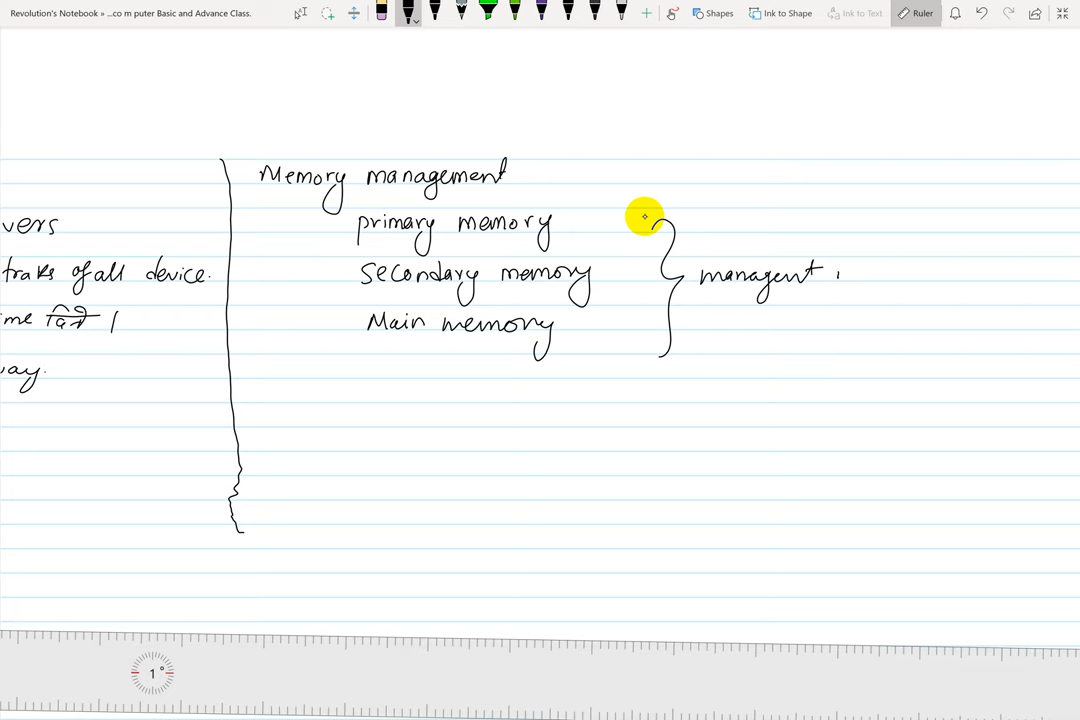 Revolution's Notebook » ...co m puter Basic and Advance Class.
Shapes
Ink to Shape
Ink to Text
Ruler
Memory management
primary memory
vers
Secondary memory
managent
traks of all device.
Main memory
ime
way.
1°